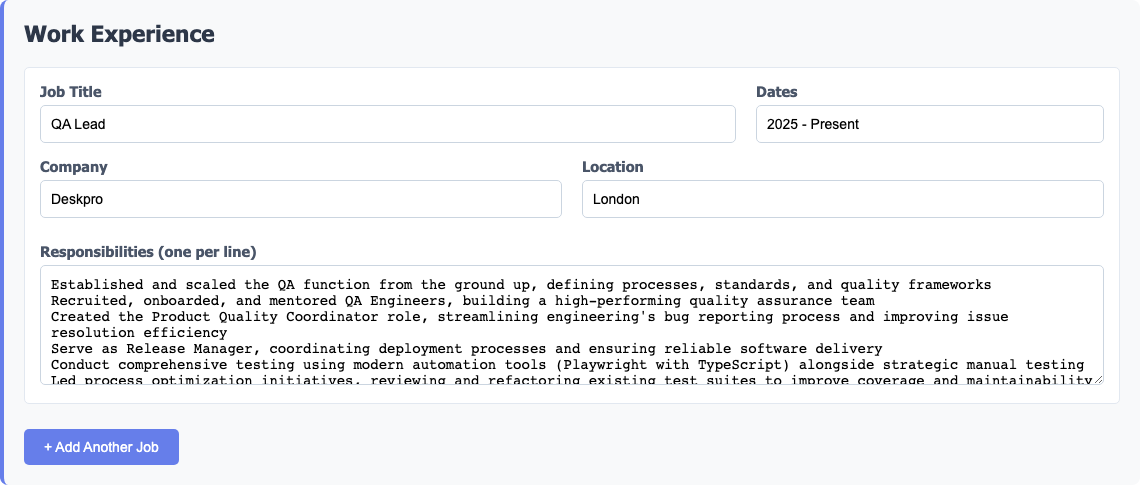 Work Experience
Job Title
Dates
QA Lead
2025 - Present
Company
Location
Deskpro
London
Responsibilities (one per line)
Established and scaled the QA function from the ground up, defining processes, standards, and quality frameworks
Recruited, onboarded, and mentored QA Engineers, building a high-performing quality assurance team
Created the Product Quality Coordinator role, streamlining engineering's bug reporting process and improving issue
resolution efficiency
Serve as Release Manager, coordinating deployment processes and ensuring reliable software delivery
Conduct comprehensive testing using modern automation tools (Playwright with TypeScript) alongside strategic manual testing
Led process optimization initiatives, reviewing and refactoring existing test suites to improve coverage and maintainability
+ Add Another Job